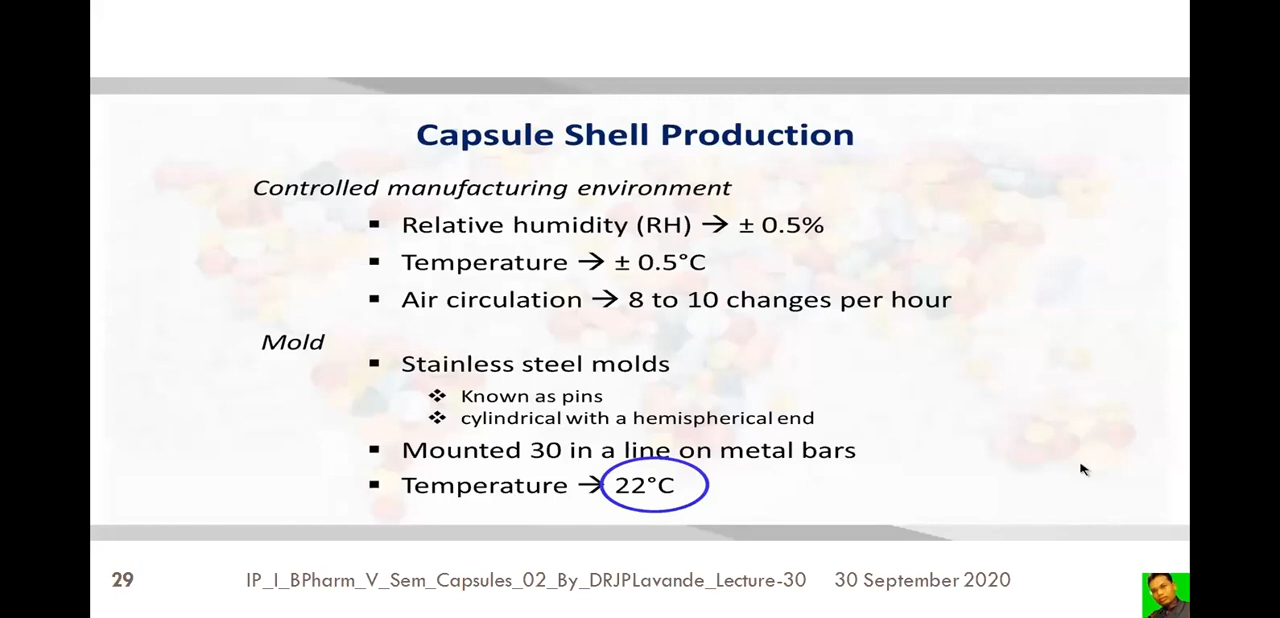 Capsule Shell Production
Controlled manufacturing environment
▪ Relative humidity (RH) → ± 0.5%
▪ Temperature → ± 0.5°C
▪ Air circulation → 8 to 10 changes per hour
Mold
▪ Stainless steel molds
❖ Known as pins
❖ cylindrical with a hemispherical end
▪ Mounted 30 in a line on metal bars
▪ Temperature → 22°C
29 IP_I_BPharm_V_Sem_Capsules_02_By_DRJPLavande_Lecture-30 30 September 2020